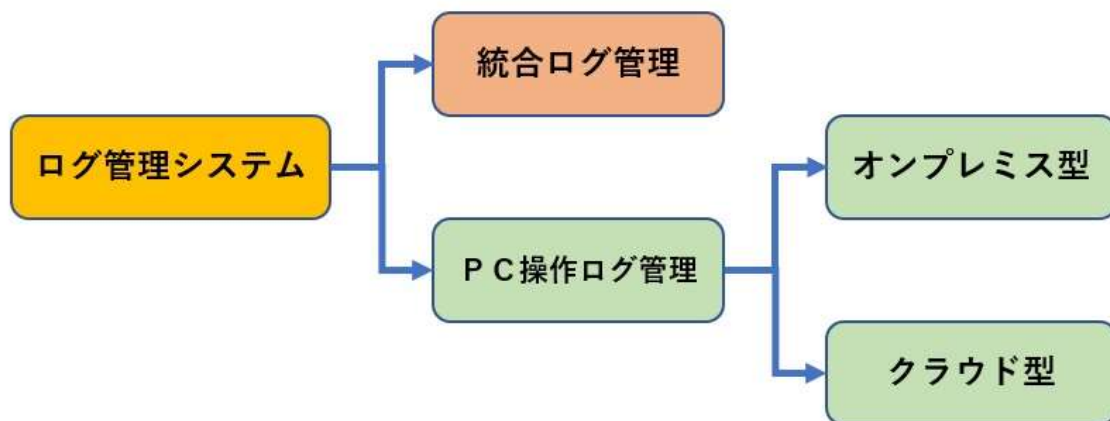 統合ログ管理
ログ管理システム
オンプレミス型
ＰＣ操作ログ管理
クラウド型